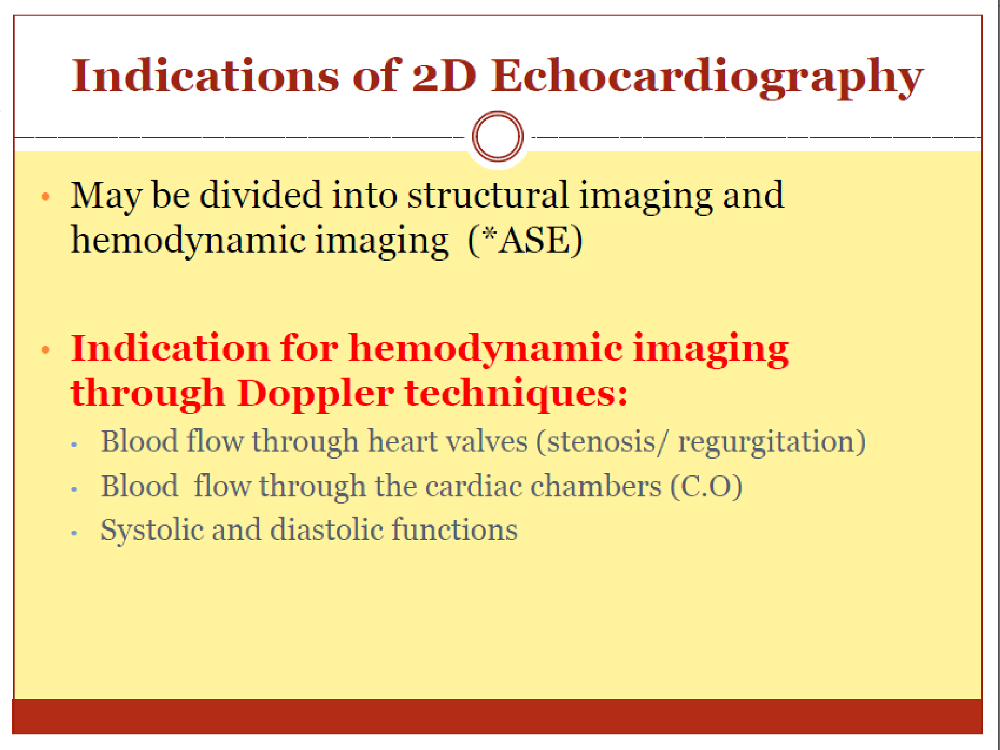 Indications of 2D Echocardiography
• May be divided into structural imaging and
hemodynamic imaging  (*ASE)
• Indication for hemodynamic imaging
through Doppler techniques:
• Blood flow through heart valves (stenosis/ regurgitation)
• Blood  flow through the cardiac chambers (C.O)
• Systolic and diastolic functions